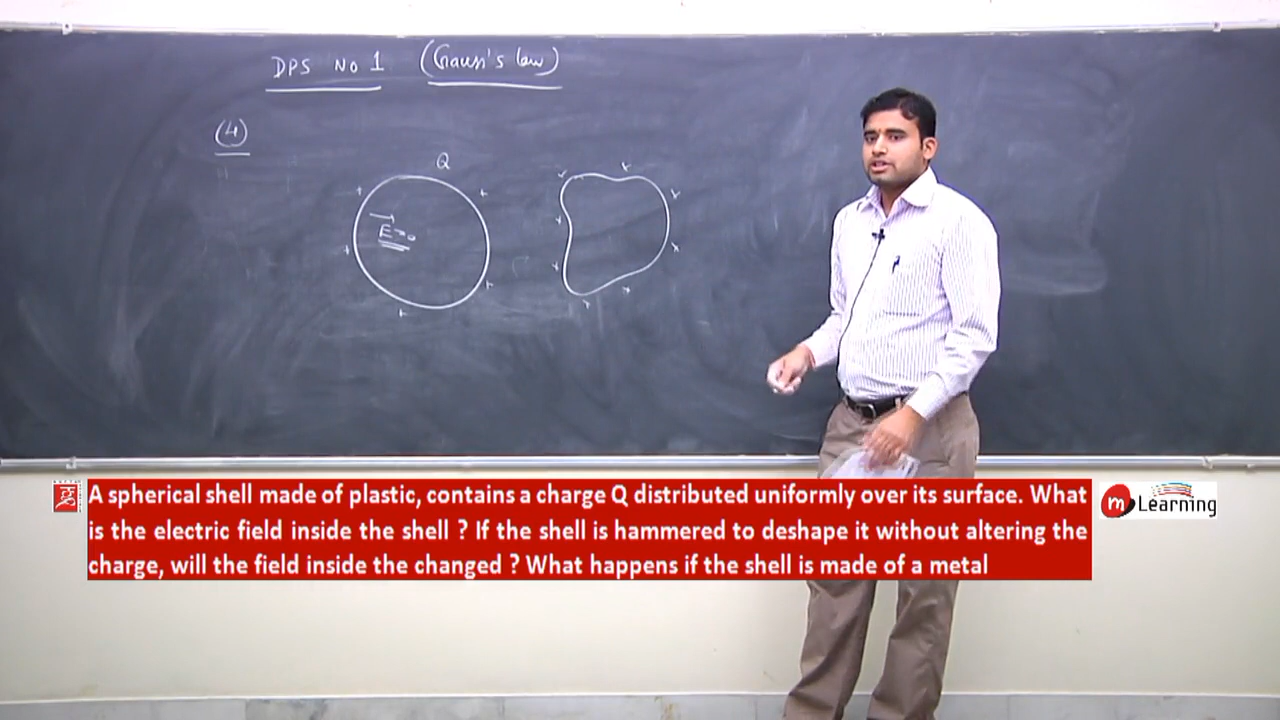 DPS No 1 (Gauss's law)
(4)
Q
E=0
A spherical shell made of plastic, contains a charge Q distributed uniformly over its surface. What
is the electric field inside the shell ? If the shell is hammered to deshape it without altering the
charge, will the field inside the changed ? What happens if the shell is made of a metal
m Learning